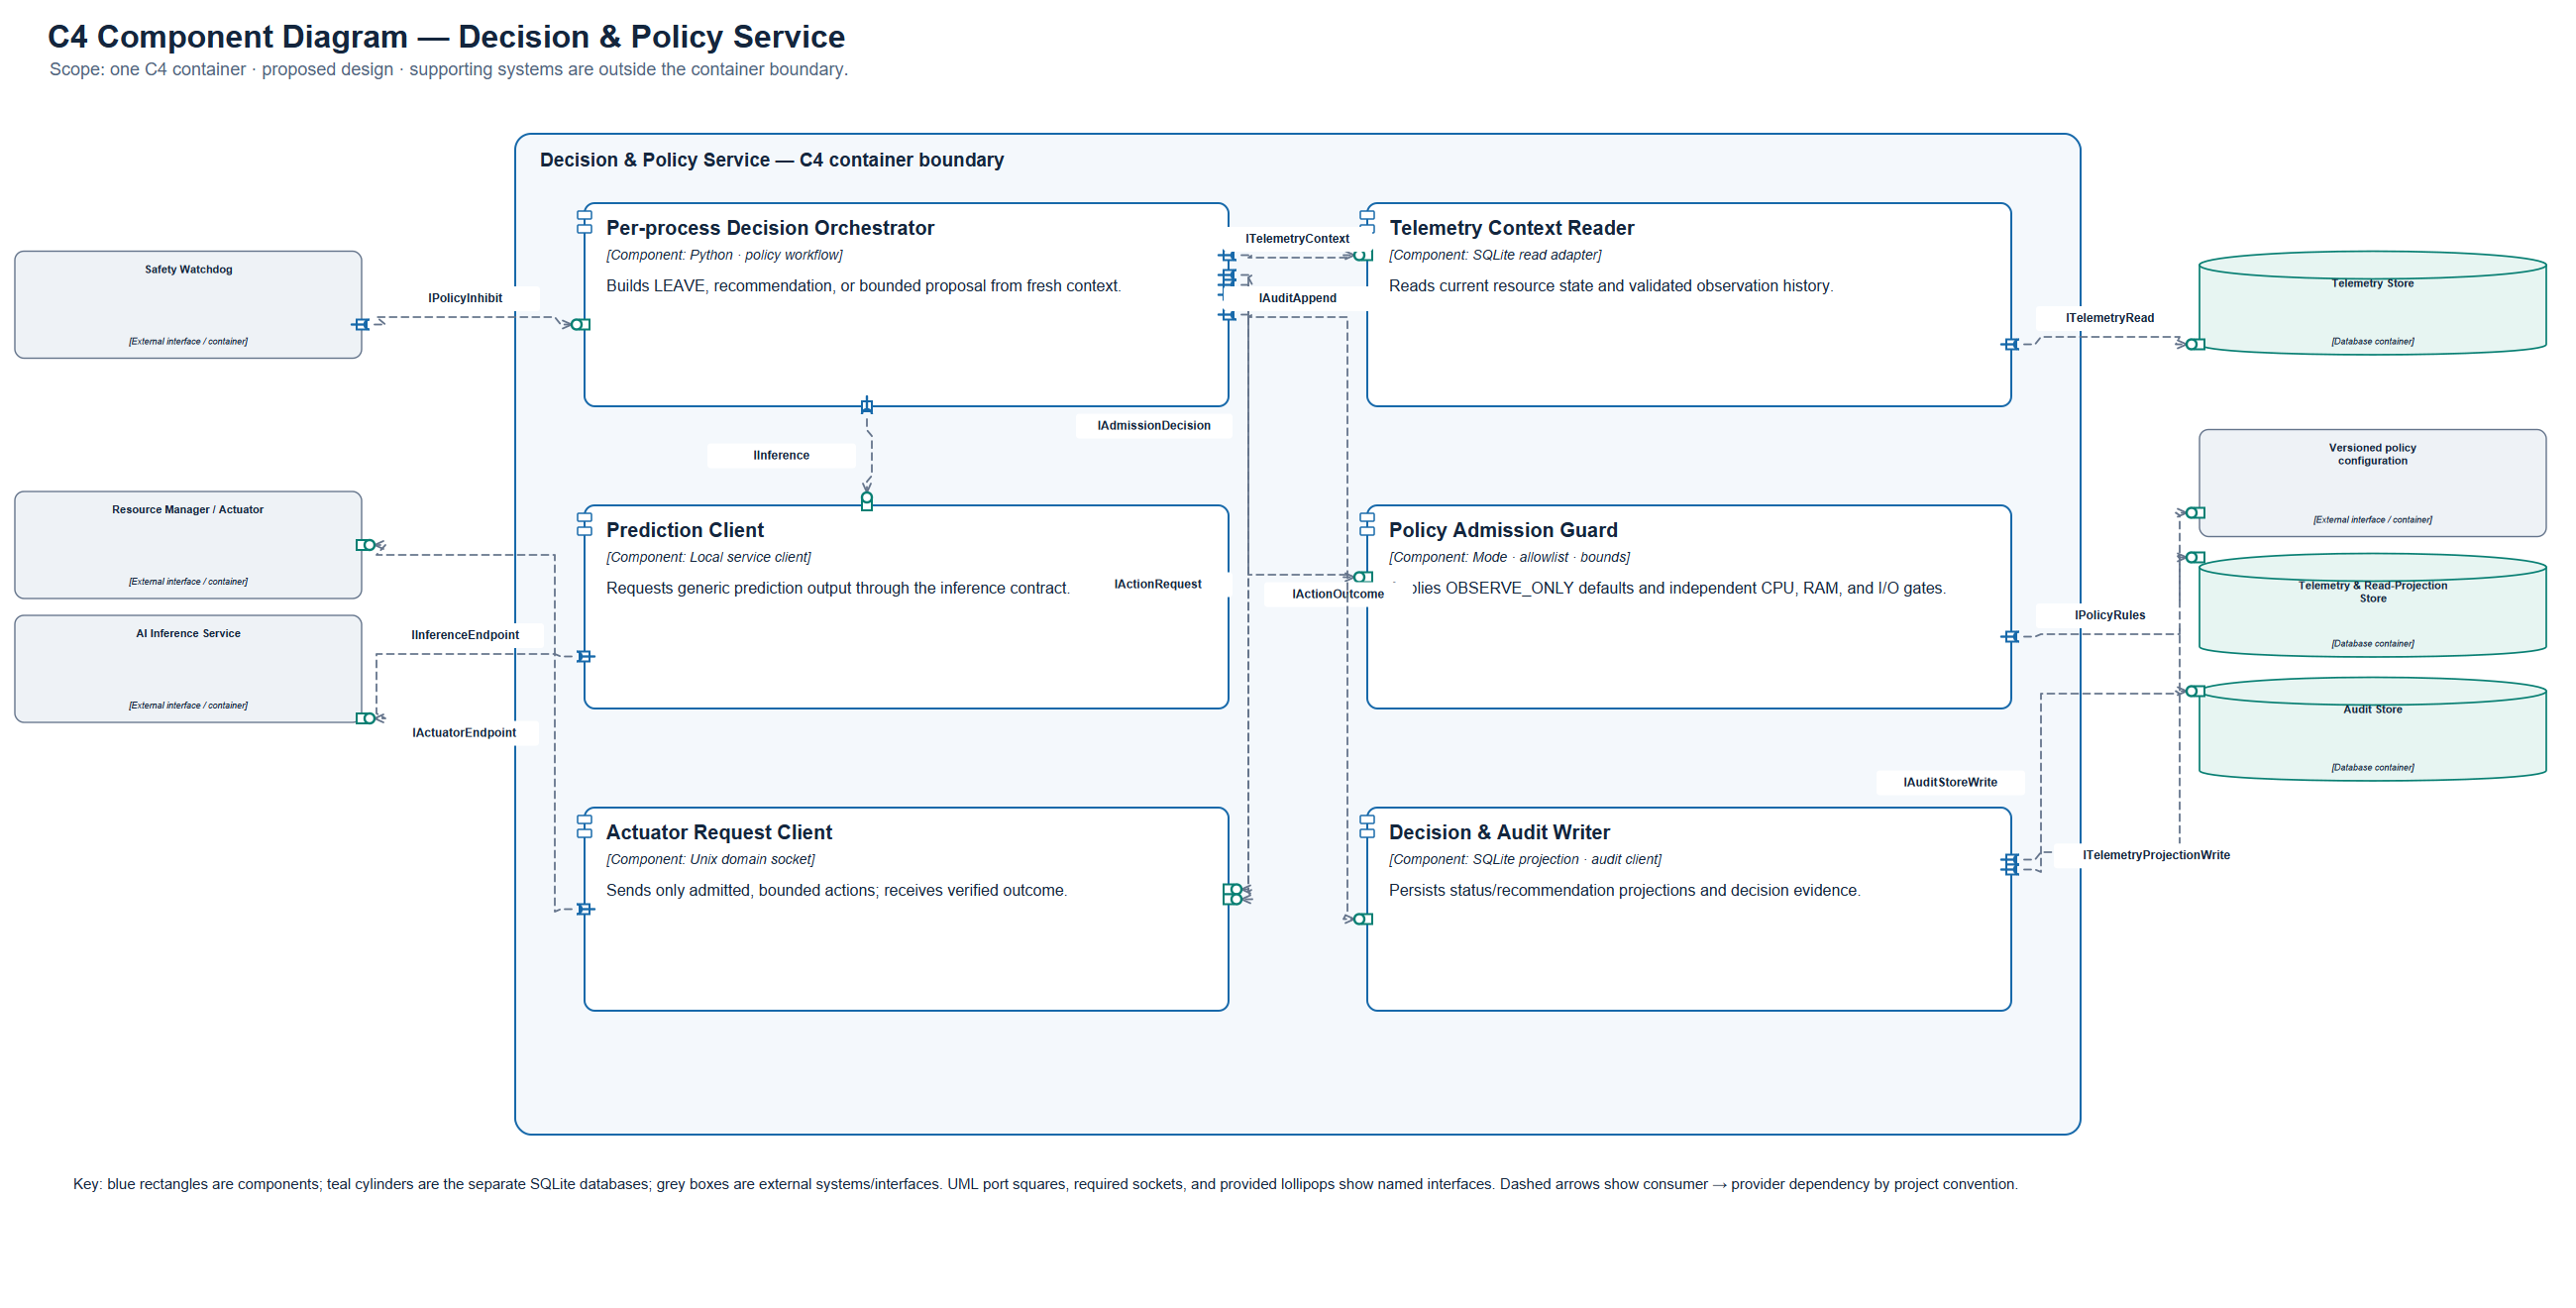 C4 Component Diagram — Decision & Policy Service
Scope: one C4 container · proposed design · supporting systems are outside the container boundary.
Decision & Policy Service — C4 container boundary
Safety Watchdog
[External interface / container]
IPolicyInhibit
Per-process Decision Orchestrator
[Component: Python · policy workflow]
Builds LEAVE, recommendation, or bounded proposal from fresh context.
ITelemetryContext
IAuditAppend
Telemetry Context Reader
[Component: SQLite read adapter]
Reads current resource state and validated observation history.
ITelemetryRead
Telemetry Store
[Database container]
IAdmissionDecision
IInference
Versioned policy
configuration
[External interface / container]
Resource Manager / Actuator
[External interface / container]
Prediction Client
[Component: Local service client]
Requests generic prediction output through the inference contract.
IActionRequest
IActionOutcome
Policy Admission Guard
[Component: Mode · allowlist · bounds]
plies OBSERVE_ONLY defaults and independent CPU, RAM, and I/O gates.
IPolicyRules
Telemetry & Read-Projection
Store
[Database container]
AI Inference Service
[External interface / container]
IInferenceEndpoint
IActuatorEndpoint
Audit Store
[Database container]
IAuditStoreWrite
Actuator Request Client
[Component: Unix domain socket]
Sends only admitted, bounded actions; receives verified outcome.
Decision & Audit Writer
[Component: SQLite projection · audit client]
Persists status/recommendation projections and decision evidence.
ITelemetryProjectionWrite
Key: blue rectangles are components; teal cylinders are the separate SQLite databases; grey boxes are external systems/interfaces. UML port squares, required sockets, and provided lollipops show named interfaces. Dashed arrows show consumer → provider dependency by project convention.